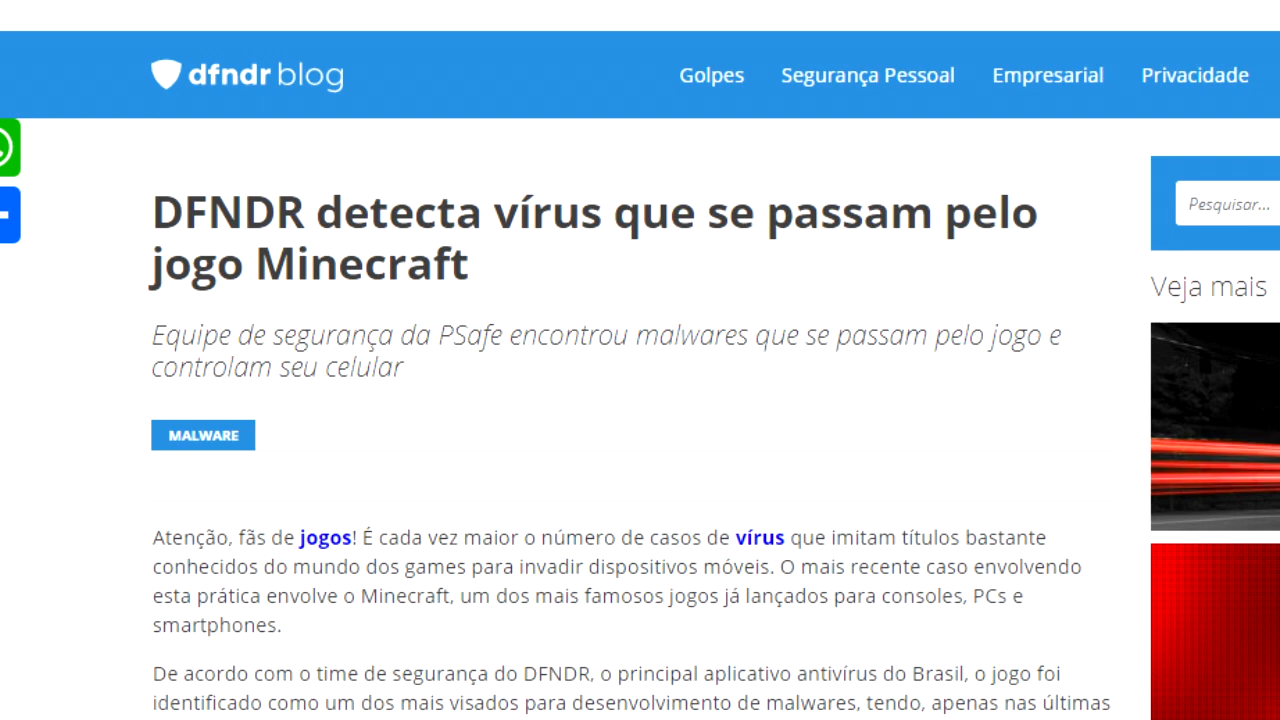 dfndr blog
Golpes Segurança Pessoal Empresarial Privacidade
Pesquisar...
DFNDR detecta vírus que se passam pelo
jogo Minecraft
Veja mais
Equipe de segurança da PSafe encontrou malwares que se passam pelo jogo e
controlam seu celular
MALWARE
Atenção, fãs de jogos! É cada vez maior o número de casos de vírus que imitam títulos bastante
conhecidos do mundo dos games para invadir dispositivos móveis. O mais recente caso envolvendo
esta prática envolve o Minecraft, um dos mais famosos jogos já lançados para consoles, PCs e
smartphones.
De acordo com o time de segurança do DFNDR, o principal aplicativo antivírus do Brasil, o jogo foi
identificado como um dos mais visados para desenvolvimento de malwares, tendo, apenas nas últimas